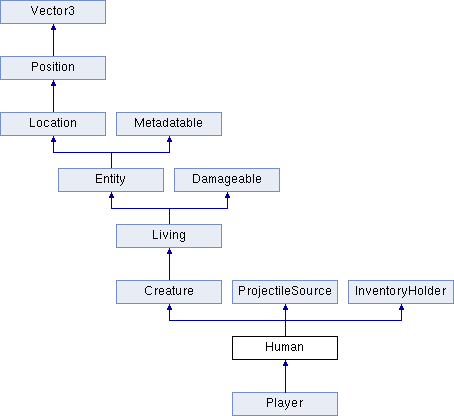 Vector3
Position
Location
Metadatable
Entity
Damageable
Living
Creature
ProjectileSource
InventoryHolder
Human
Player